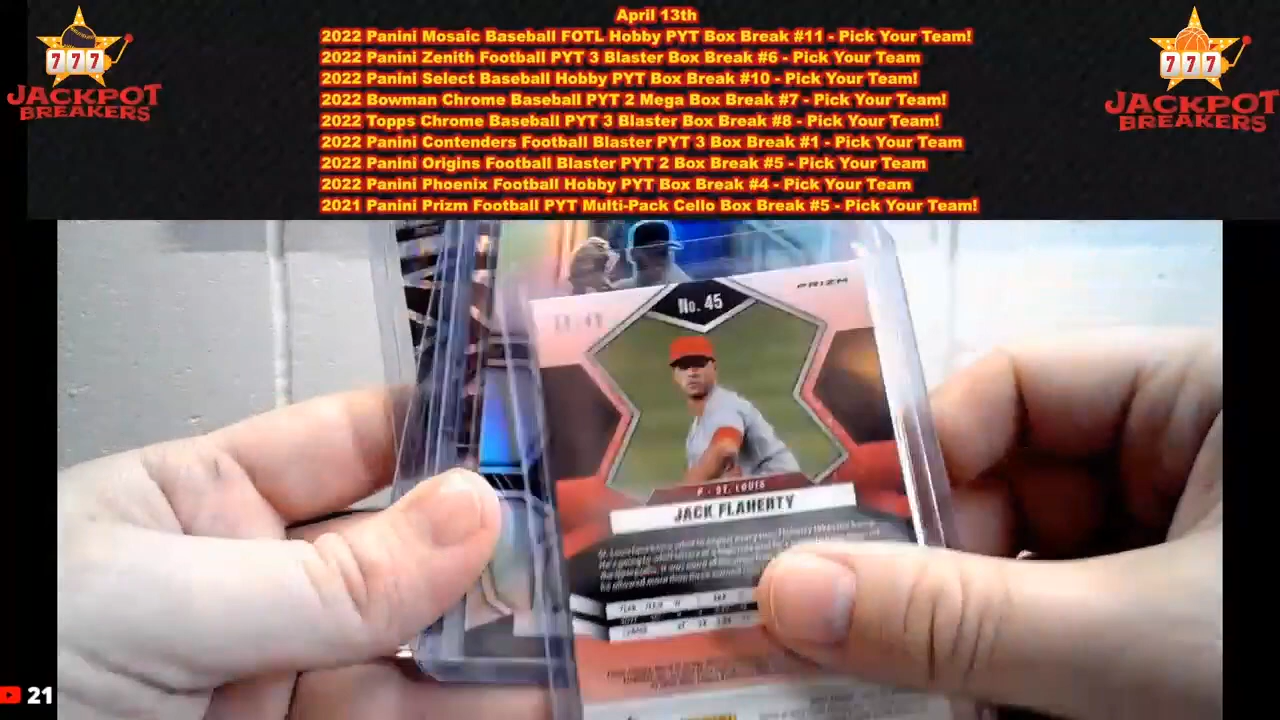 April 13th
2022 Panini Mosaic Baseball FOTL Hobby PYT Box Break #11 - Pick Your Team!
2022 Panini Zenith Football PYT 3 Blaster Box Break #6 - Pick Your Team
2022 Panini Select Baseball Hobby PYT Box Break #10 - Pick Your Team!
2022 Bowman Chrome Baseball PYT 2 Mega Box Break #7 - Pick Your Team!
2022 Topps Chrome Baseball PYT 3 Blaster Box Break #8 - Pick Your Team!
2022 Panini Contenders Football Blaster PYT 3 Box Break #1 - Pick Your Team
2022 Panini Origins Football Blaster PYT 2 Box Break #5 - Pick Your Team
2022 Panini Phoenix Football Hobby PYT Box Break #4 - Pick Your Team
2021 Panini Prizm Football PYT Multi-Pack Cello Box Break #5 - Pick Your Team!
777
JACKPOT
BREAKERS
777
JACKPOT
BREAKERS
PRIZM
No. 45
P - ST. LOUIS
JACK FLAHERTY
21